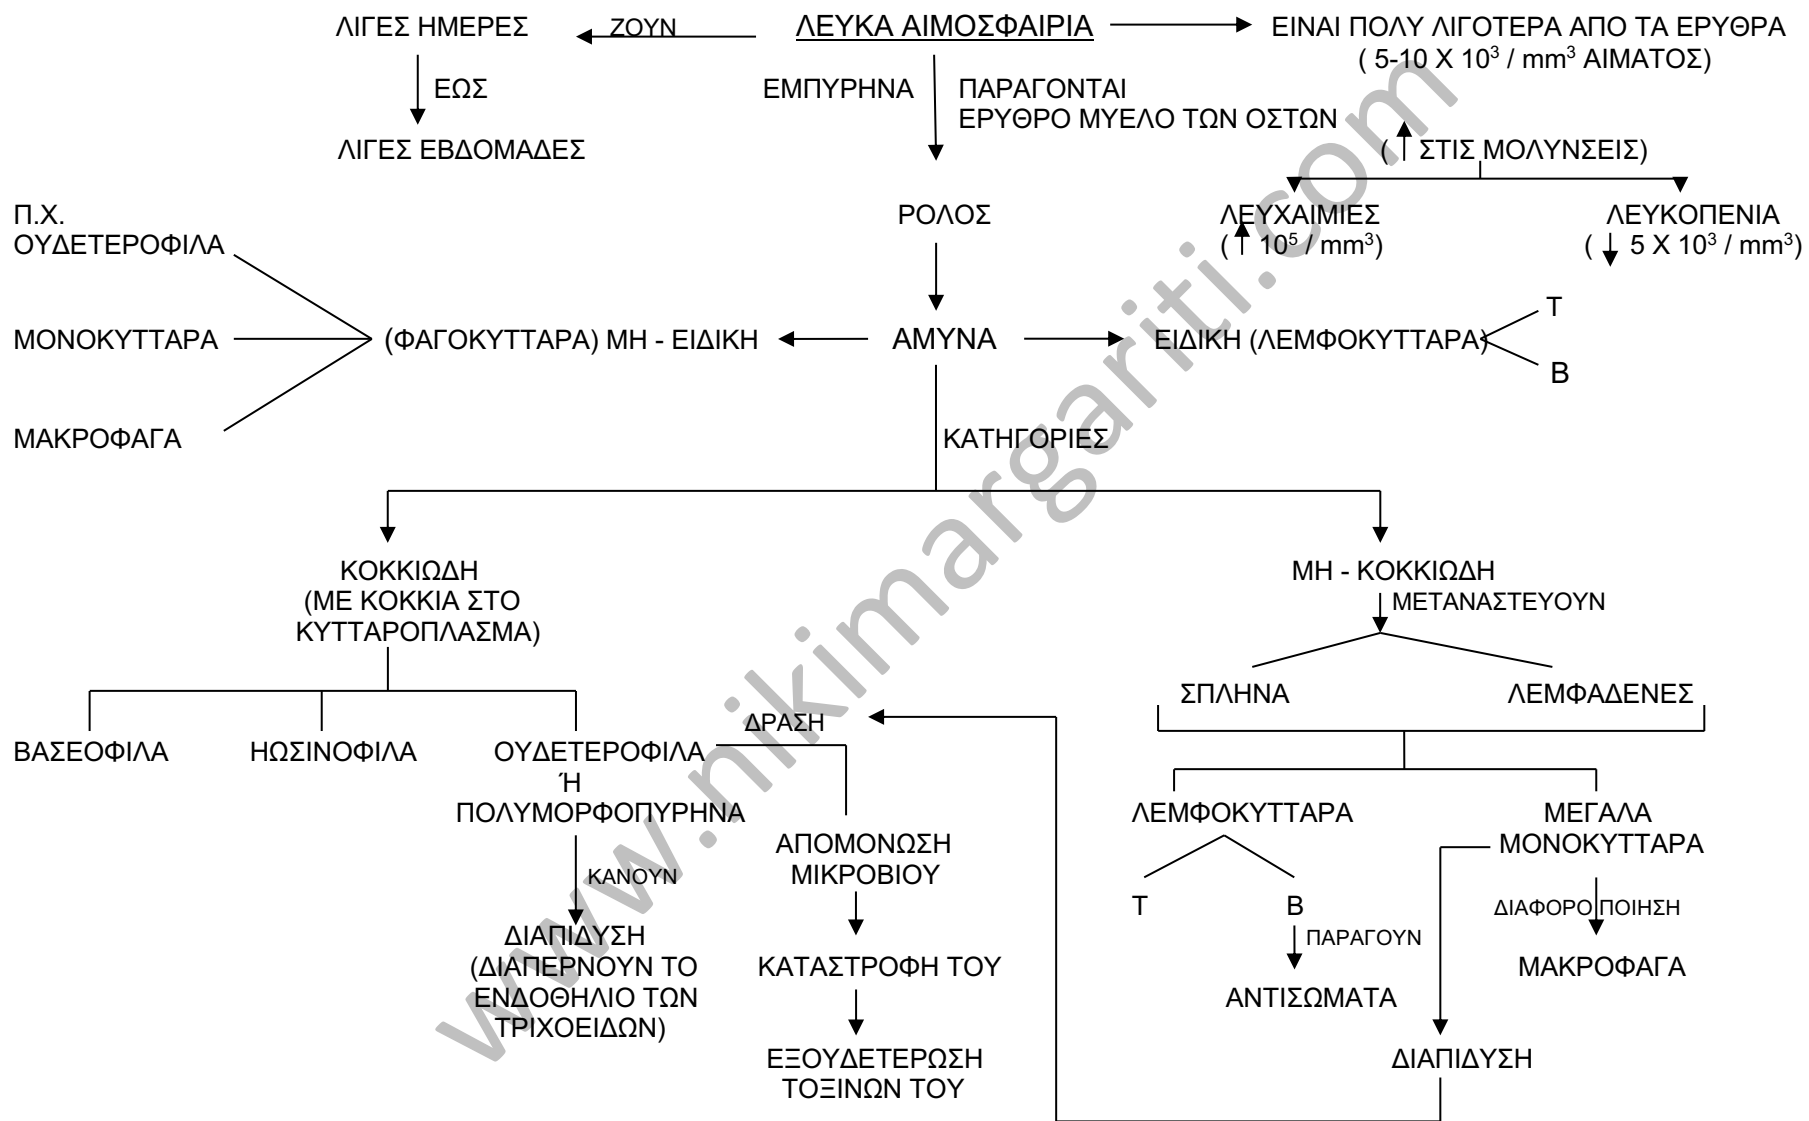 ΛΙΓΕΣ ΗΜΕΡΕΣ
ΖΟΥΝ
ΛΕΥΚΑ ΑΙΜΟΣΦΑΙΡΙΑ
ΕΙΝΑΙ ΠΟΛΥ ΛΙΓΟΤΕΡΑ ΑΠΟ ΤΑ ΕΡΥΘΡΑ
( 5-10 Χ 10³ / mm³ ΑΙΜΑΤΟΣ)
ΕΩΣ
ΕΜΠΥΡΗΝΑ
ΠΑΡΑΓΟΝΤΑΙ
ΕΡΥΘΡΟ ΜΥΕΛΟ ΤΩΝ ΟΣΤΩΝ
ΛΙΓΕΣ ΕΒΔΟΜΑΔΕΣ
( ↑ ΣΤΙΣ ΜΟΛΥΝΣΕΙΣ)
Π.Χ.
ΟΥΔΕΤΕΡΟΦΙΛΑ
ΡΟΛΟΣ
ΛΕΥΧΑΙΜΙΕΣ
( ↑ 10⁵ / mm³)
ΛΕΥΚΟΠΕΝΙΑ
( ↓ 5 Χ 10³ / mm³)
ΜΟΝΟΚΥΤΤΑΡΑ
(ΦΑΓΟΚΥΤΤΑΡΑ) ΜΗ - ΕΙΔΙΚΗ
ΑΜΥΝΑ
ΕΙΔΙΚΗ (ΛΕΜΦΟΚΥΤΤΑΡΑ)
Τ
Β
ΜΑΚΡΟΦΑΓΑ
ΚΑΤΗΓΟΡΙΕΣ
ΚΟΚΚΙΩΔΗ
(ΜΕ ΚΟΚΚΙΑ ΣΤΟ
ΚΥΤΤΑΡΟΠΛΑΣΜΑ)
ΜΗ - ΚΟΚΚΙΩΔΗ
ΜΕΤΑΝΑΣΤΕΥΟΥΝ
ΣΠΛΗΝΑ
ΛΕΜΦΑΔΕΝΕΣ
ΒΑΣΕΟΦΙΛΑ
ΗΩΣΙΝΟΦΙΛΑ
ΟΥΔΕΤΕΡΟΦΙΛΑ
Ή
ΠΟΛΥΜΟΡΦΟΠΥΡΗΝΑ
ΔΡΑΣΗ
ΛΕΜΦΟΚΥΤΤΑΡΑ
ΜΕΓΑΛΑ
ΜΟΝΟΚΥΤΤΑΡΑ
ΑΠΟΜΟΝΩΣΗ
ΜΙΚΡΟΒΙΟΥ
ΚΑΝΟΥΝ
Τ
Β
ΔΙΑΦΟΡΟ ΠΟΙΗΣΗ
ΔΙΑΠΙΔΥΣΗ
(ΔΙΑΠΕΡΝΟΥΝ ΤΟ
ΕΝΔΟΘΗΛΙΟ ΤΩΝ
ΤΡΙΧΟΕΙΔΩΝ)
ΚΑΤΑΣΤΡΟΦΗ ΤΟΥ
ΠΑΡΑΓΟΥΝ
ΑΝΤΙΣΩΜΑΤΑ
ΜΑΚΡΟΦΑΓΑ
ΕΞΟΥΔΕΤΕΡΩΣΗ
ΤΟΞΙΝΩΝ ΤΟΥ
ΔΙΑΠΙΔΥΣΗ
www.nikimargariti.com